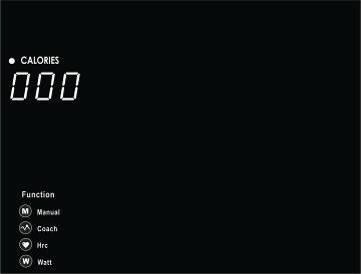 CALORIES
000
Function
M Manual
Coach
Hrc
W Watt